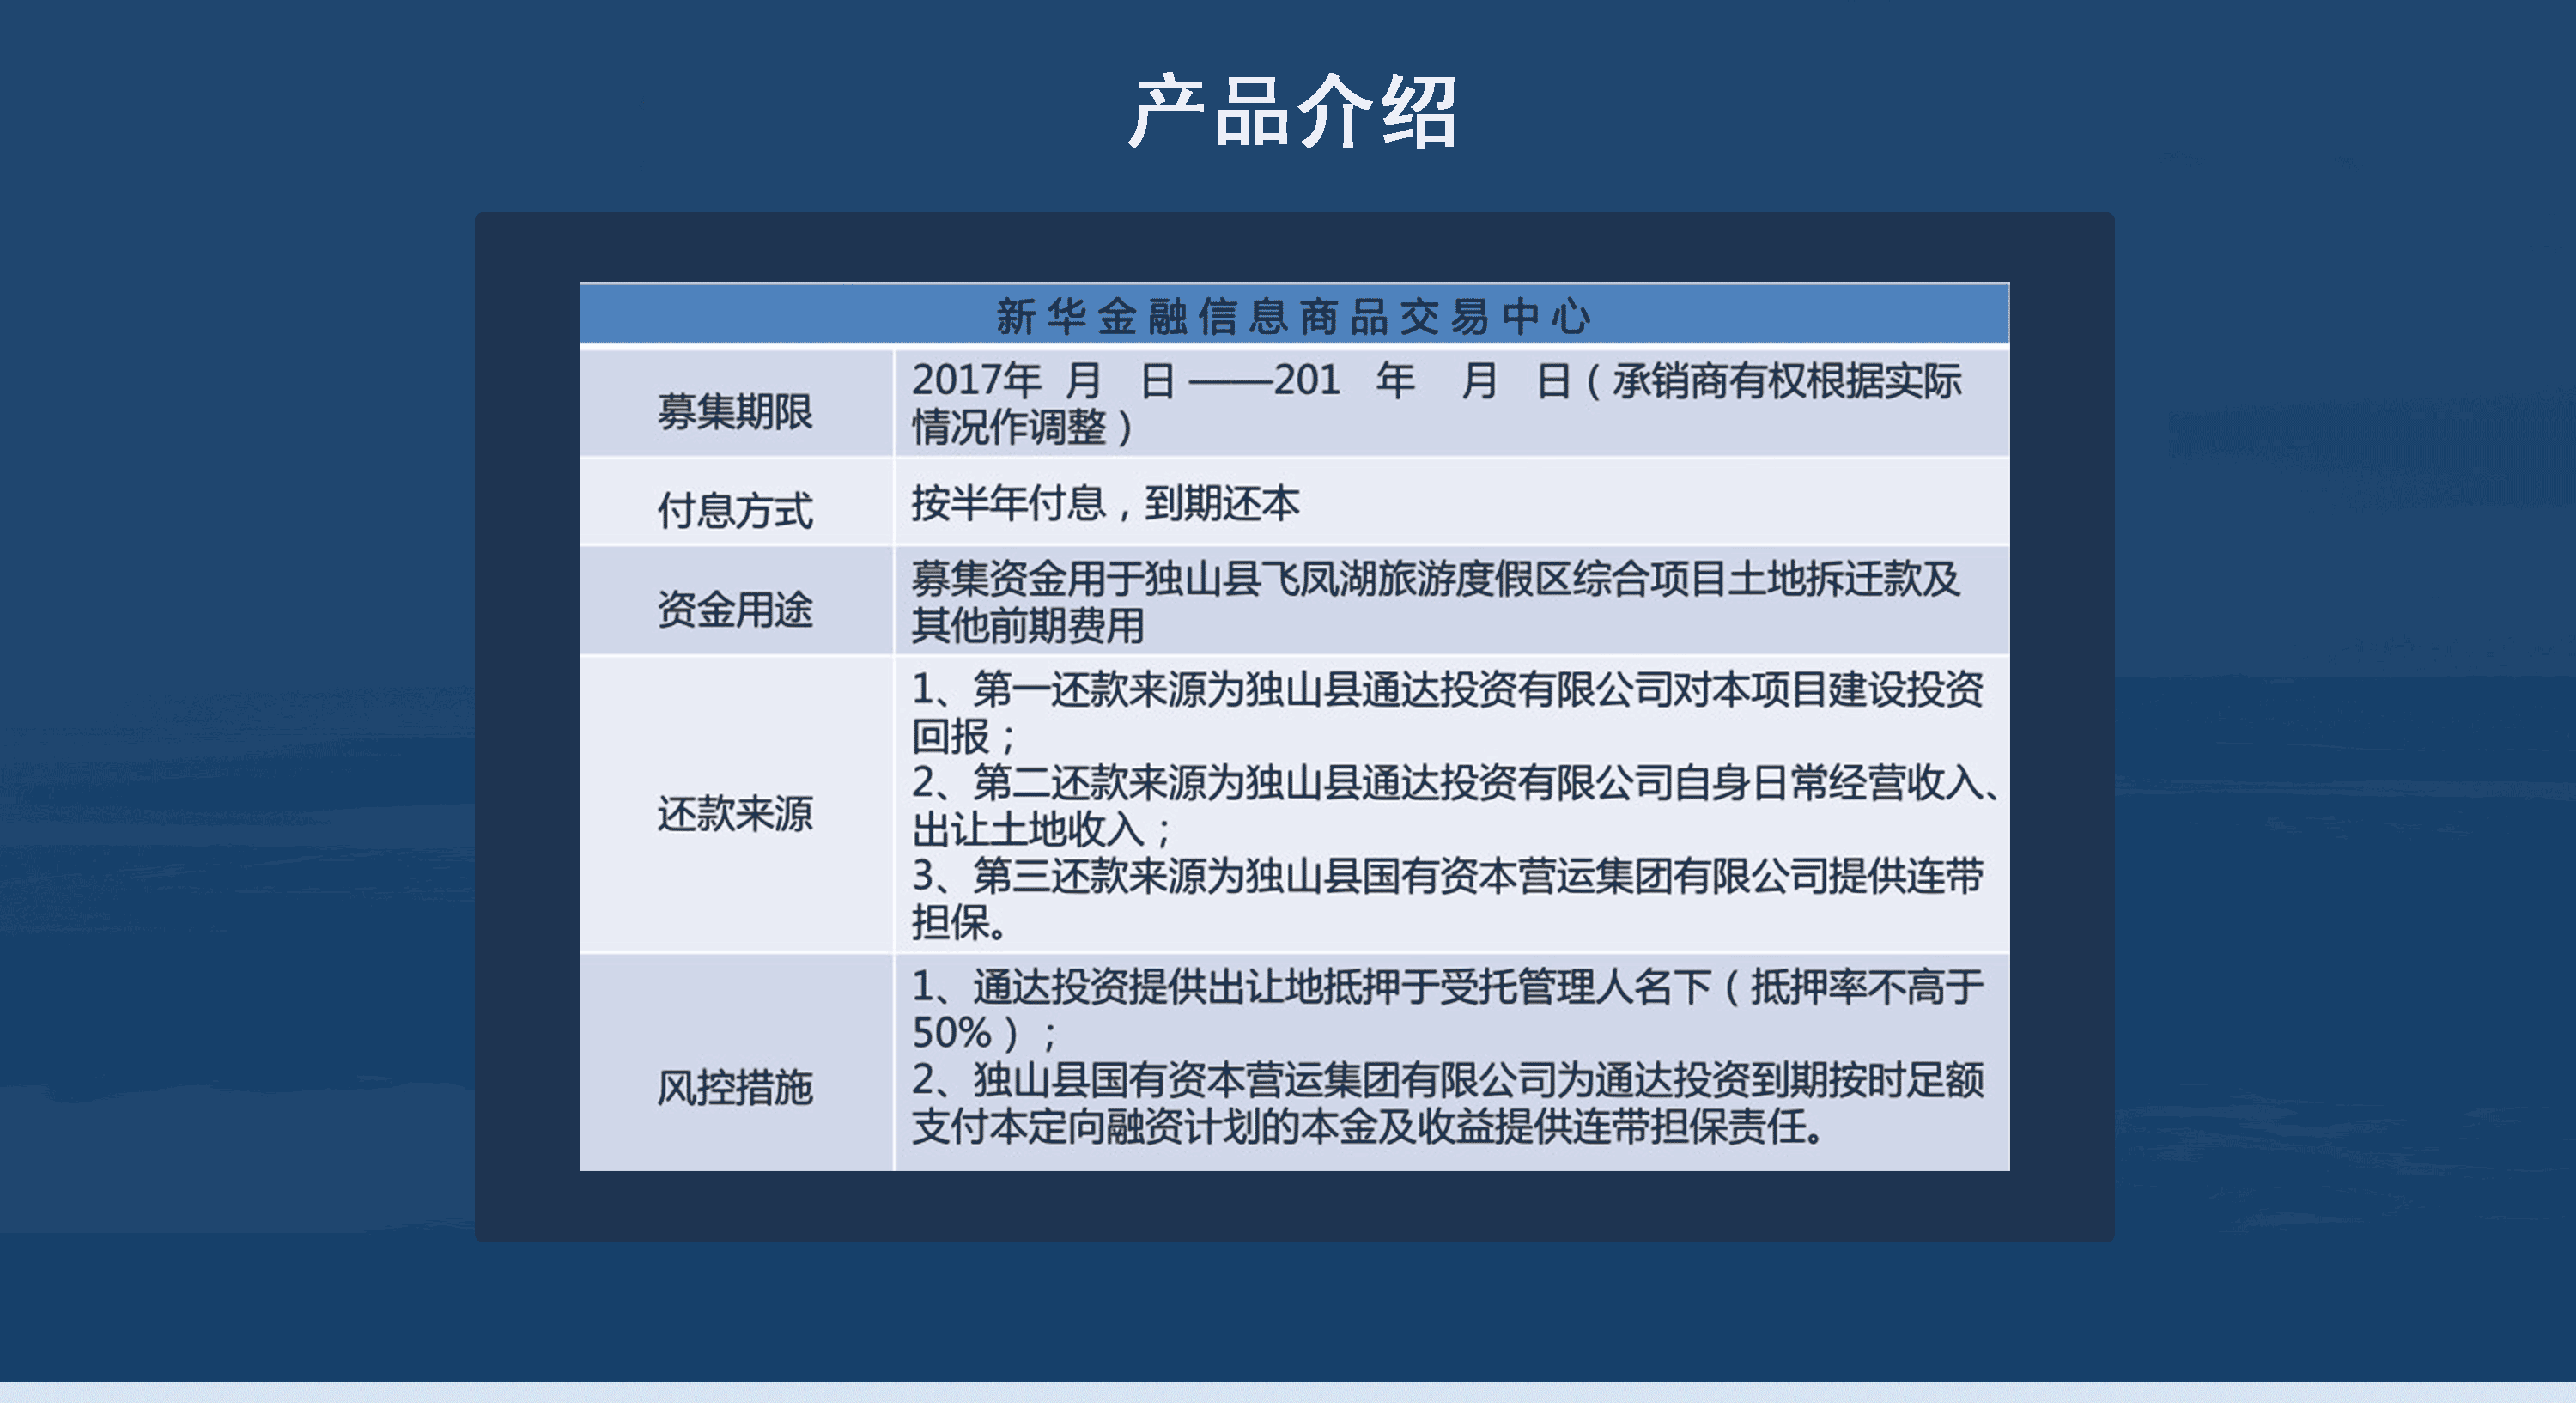 产品介绍
新华金融信息商品交易中心
募集期限
2017年 月 日 ——201 年 月 日（承销商有权根据实际
情况作调整）
付息方式
按半年付息，到期还本
资金用途
募集资金用于独山县飞凤湖旅游度假区综合项目土地拆迁款及
其他前期费用
还款来源
1、第一还款来源为独山县通达投资有限公司对本项目建设投资
回报；
2、第二还款来源为独山县通达投资有限公司自身日常经营收入、
出让土地收入；
3、第三还款来源为独山县国有资本营运集团有限公司提供连带
担保。
风控措施
1、通达投资提供出让地抵押于受托管理人名下（抵押率不高于
50%）；
2、独山县国有资本营运集团有限公司为通达投资到期按时足额
支付本定向融资计划的本金及收益提供连带担保责任。